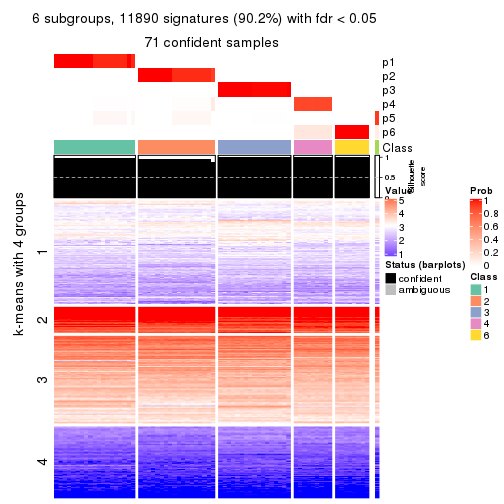 6 subgroups, 11890 signatures (90.2%) with fdr < 0.05
71 confident samples
p1
p2
p3
p4
p5
p6
Class
1
0.5
0
Silhouette
score
k-means with 4 groups
1
2
3
4
Value
5
4
3
2
1
Status (barplots)
confident
ambiguous
Prob
1
0.8
0.6
0.4
0.2
0
Class
1
2
3
4
6